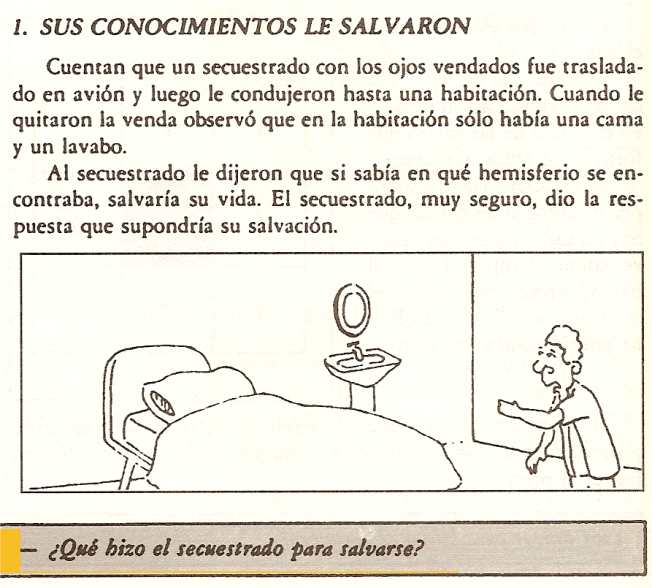 1. SUS CONOCIMIENTOS LE SALVARON
Cuentan que un secuestrado con los ojos vendados fue traslada-
do en avión y luego le condujeron hasta una habitación. Cuando le
quitaron la venda observó que en la habitación sólo había una cama
y un lavabo.
Al secuestrado le dijeron que si sabía en qué hemisferio se en-
contraba, salvaría su vida. El secuestrado, muy seguro, dio la res-
puesta que supondría su salvación.
— ¿Qué hizo el secuestrado para salvarse?